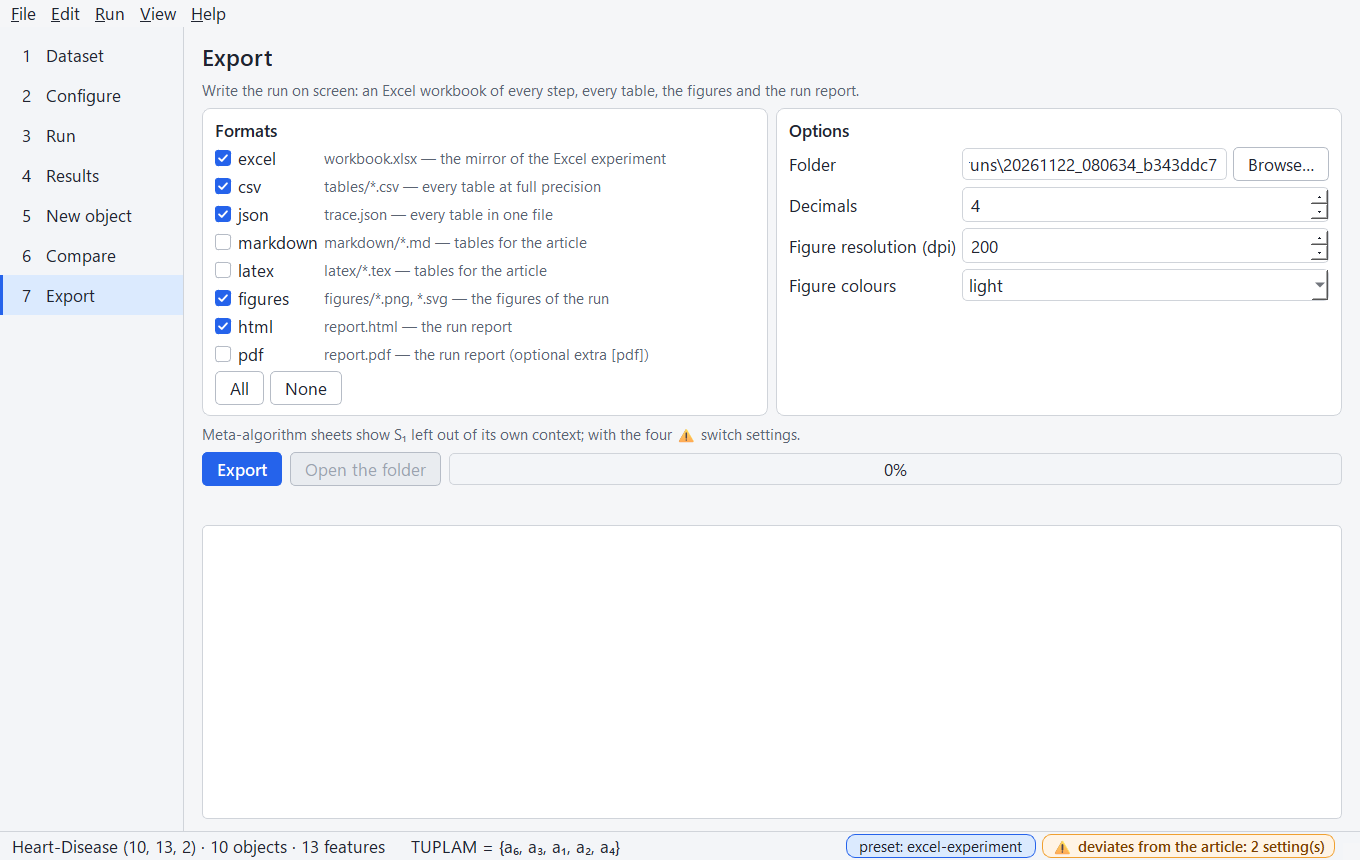 File Edit Run View Help
1 Dataset
2 Configure
3 Run
4 Results
5 New object
6 Compare
7 Export
Export
Write the run on screen: an Excel workbook of every step, every table, the figures and the run report.
Formats
excel workbook.xlsx — the mirror of the Excel experiment
csv tables/*.csv — every table at full precision
json trace.json — every table in one file
markdown markdown/*.md — tables for the article
latex latex/*.tex — tables for the article
figures figures/*.png, *.svg — the figures of the run
html report.html — the run report
pdf report.pdf — the run report (optional extra [pdf])
All None
Options
Folder uns\20261122_080634_b343ddc7 Browse...
Decimals 4
Figure resolution (dpi) 200
Figure colours light
Meta-algorithm sheets show S₁ left out of its own context; with the four ⚠ switch settings.
Export Open the folder 0%
Heart-Disease (10, 13, 2) · 10 objects · 13 features TUPLAM = {a₆, a₃, a₁, a₂, a₄} preset: excel-experiment ⚠ deviates from the article: 2 setting(s)